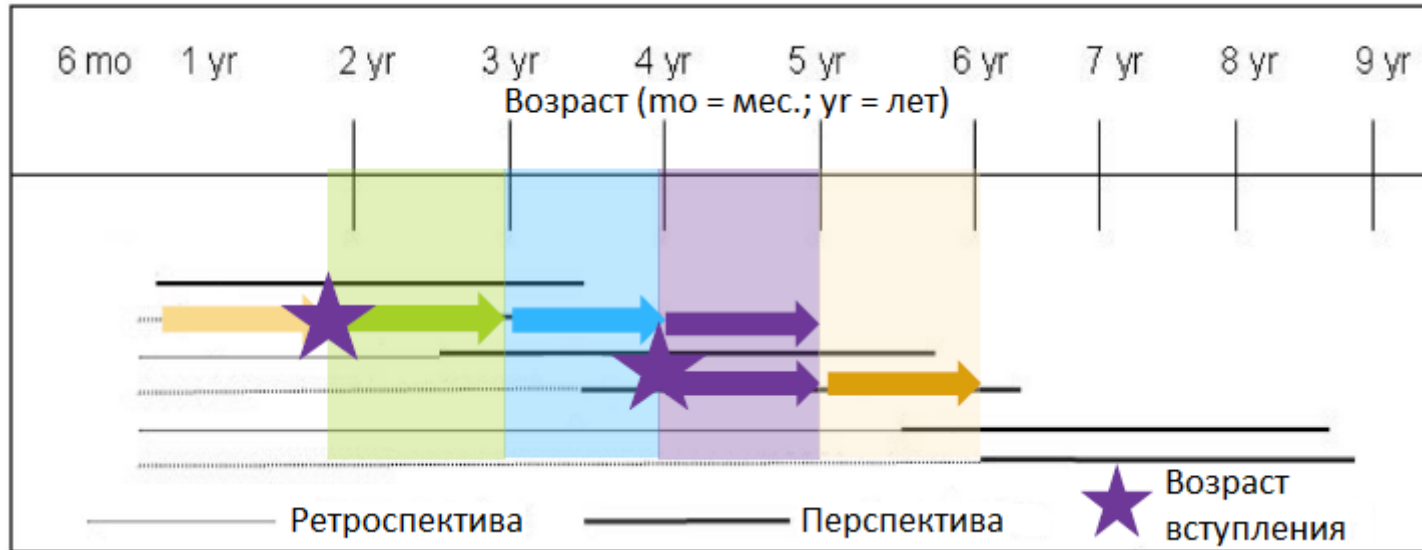 6 mo 1 yr 2 yr 3 yr 4 yr 5 yr 6 yr 7 yr 8 yr 9 yr
Возраст (mo = мес.; yr = лет)
Ретроспектива Перспектива Возраст
вступления